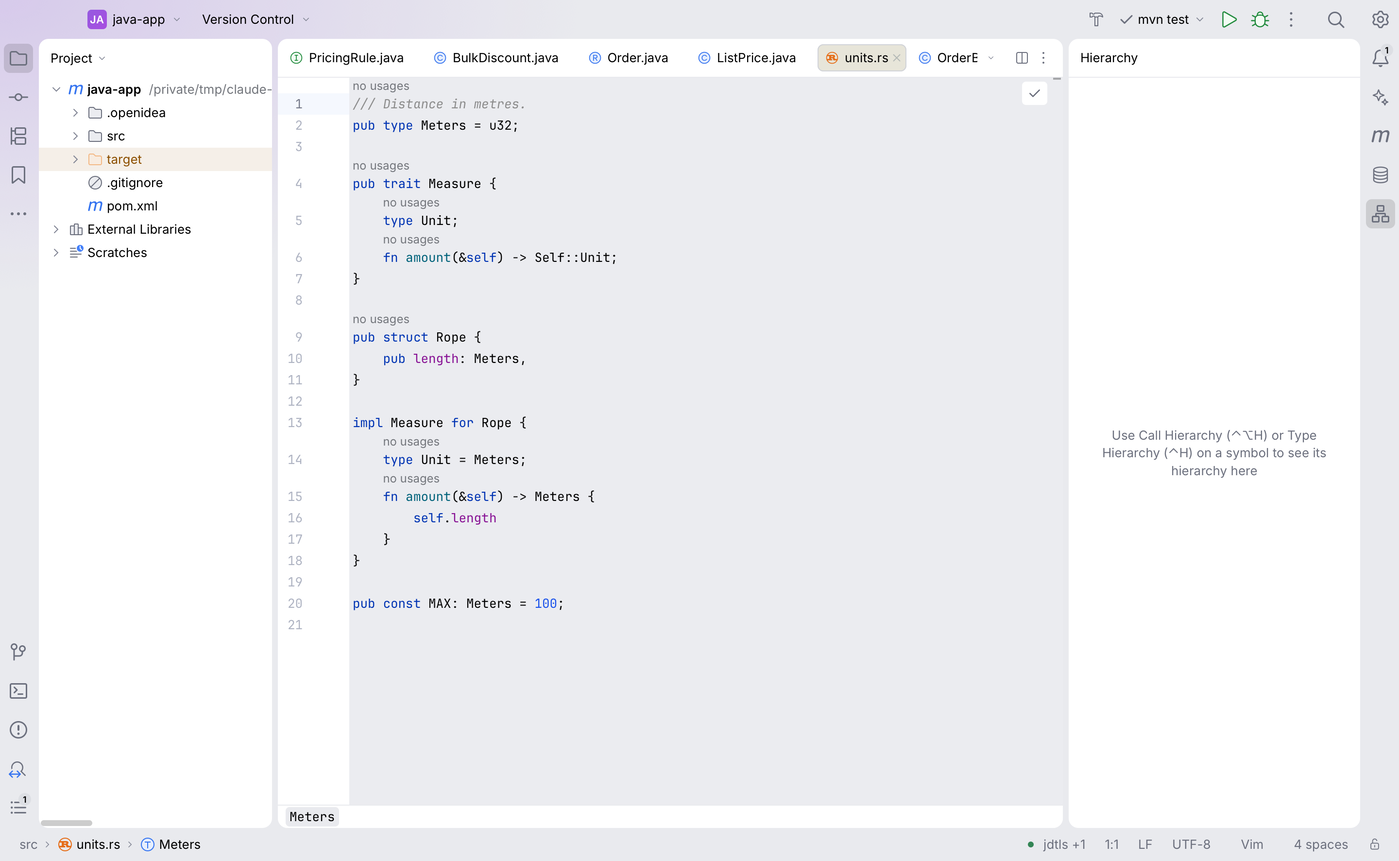 JA java-app Version Control mvn test
Project
PricingRule.java BulkDiscount.java Order.java ListPrice.java units.rs OrderE
Hierarchy
1
java-app /private/tmp/claude-
.openidea
src
target
.gitignore
pom.xml
External Libraries
Scratches
no usages
1 /// Distance in metres.
2 pub type Meters = u32;
3
no usages
4 pub trait Measure {
no usages
5 type Unit;
no usages
6 fn amount(&self) -> Self::Unit;
7 }
8
no usages
9 pub struct Rope {
10 pub length: Meters,
11 }
12
13 impl Measure for Rope {
no usages
14 type Unit = Meters;
no usages
15 fn amount(&self) -> Meters {
16 self.length
17 }
18 }
19
20 pub const MAX: Meters = 100;
21
Use Call Hierarchy (⌃⌥H) or Type
Hierarchy (⌃H) on a symbol to see its
hierarchy here
1
Meters
src units.rs Meters jdtls +1 1:1 LF UTF-8 Vim 4 spaces